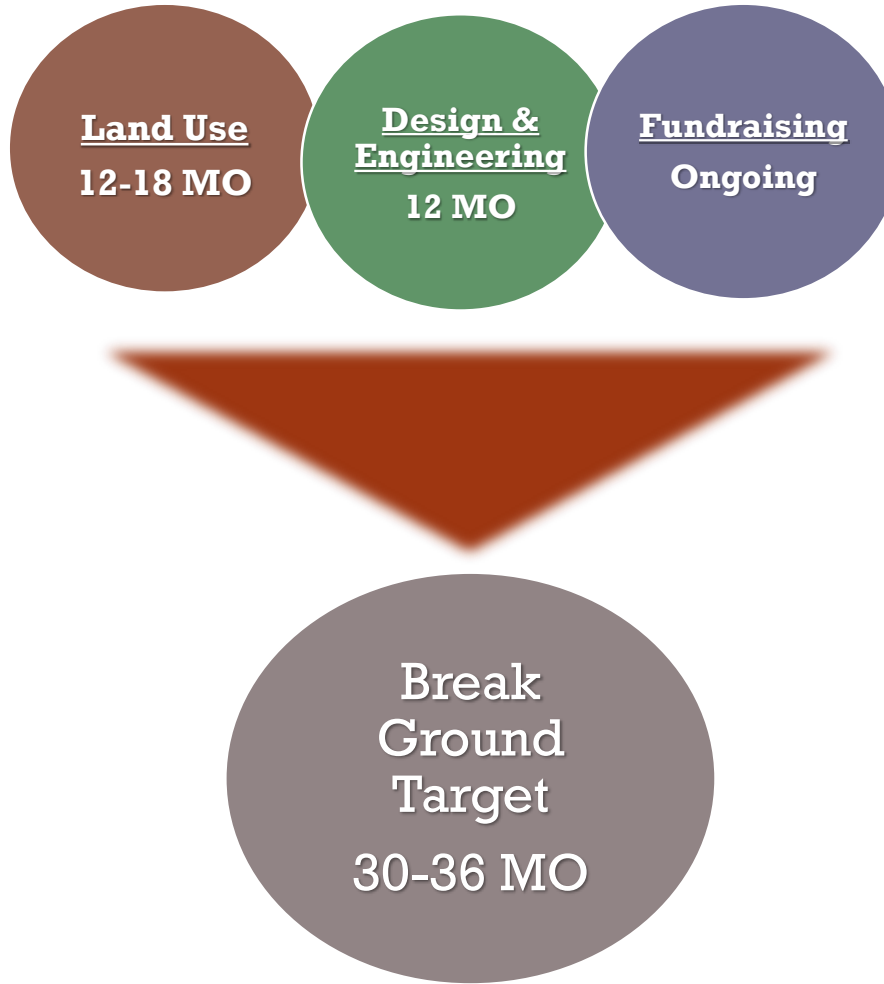 Land Use
12-18 MO
Design &
Engineering
12 MO
Fundraising
Ongoing
Break
Ground
Target
30-36 MO